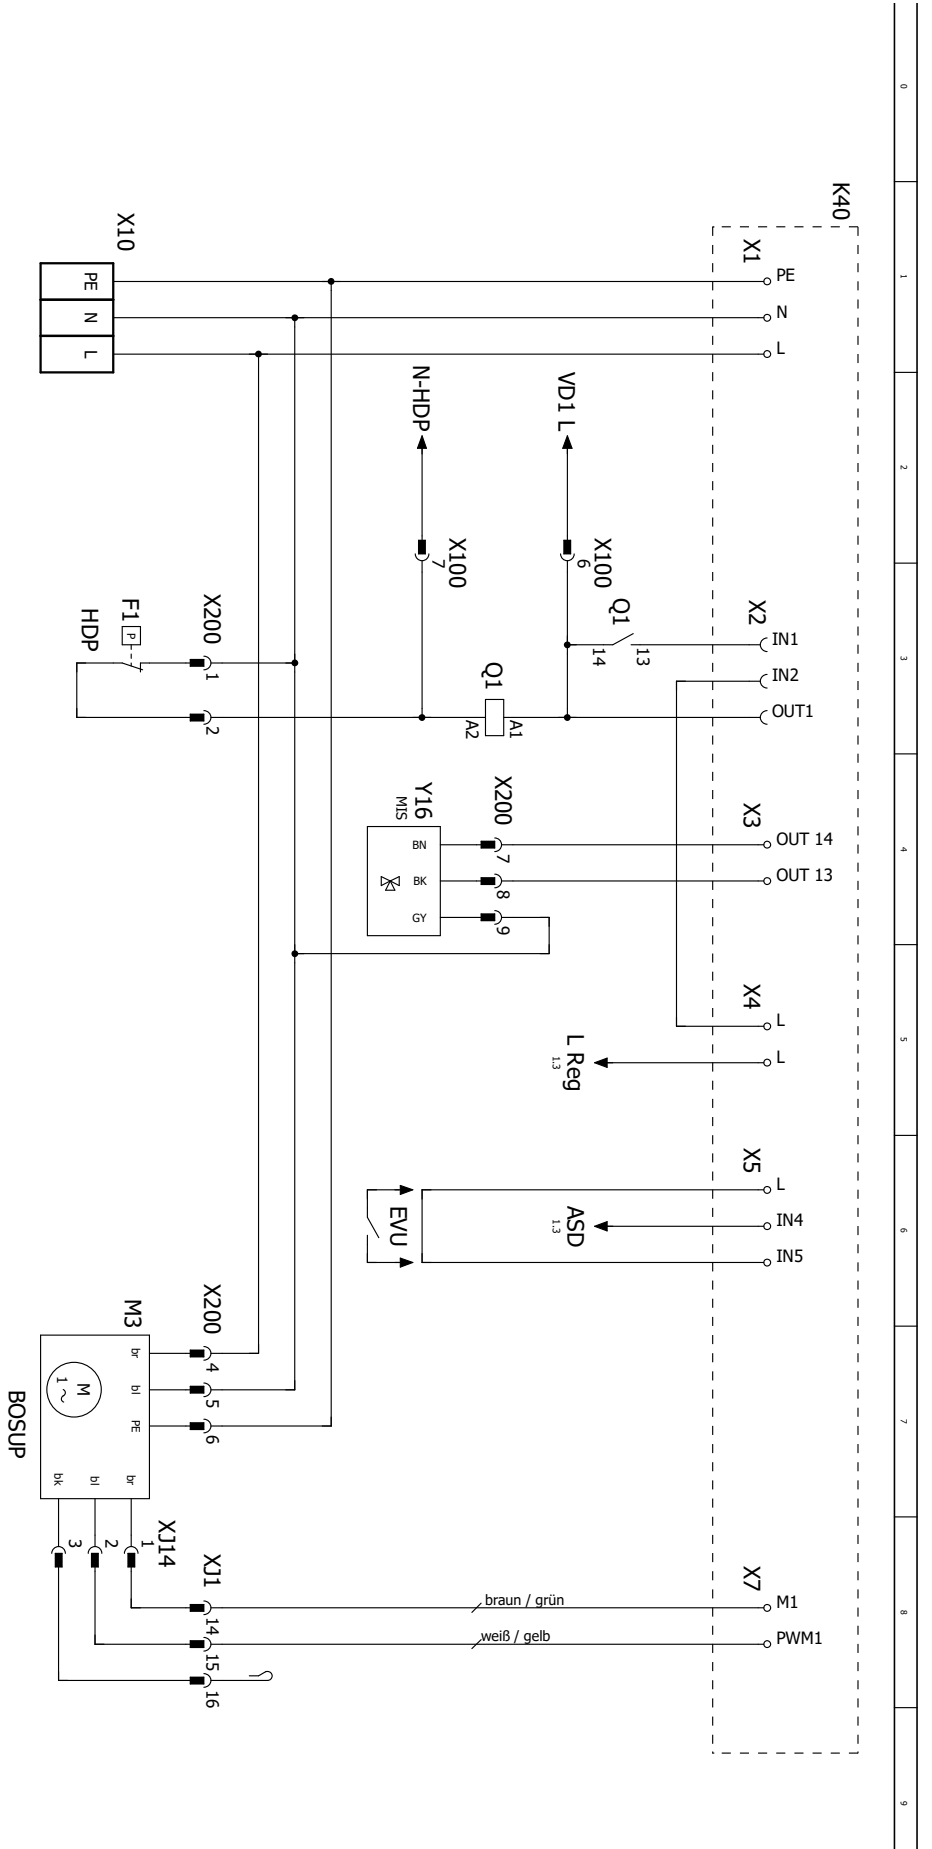 0
1
2
3
4
5
6
7
8
9
K40
X1
PE
N
L
X2
IN1
IN2
OUT1
X3
OUT 14
OUT 13
X4
L
L
X5
L
IN4
IN5
X7
M1
PWM1
X10
PE
N
L
N-HDP
VD1 L
X100
7
X100
6
Q1
13
14
Q1
A1
A2
X200
1
2
F1
P
HDP
Y16
MIS
BN
BK
GY
X200
7
8
9
L Reg
1.3
ASD
1.3
EVU
X200
4
5
6
M3
br
bl
PE
M
1 ~
bk
bl
br
BOSUP
XJ14
1
2
3
XJ1
14
15
16
braun / grün
weiß / gelb